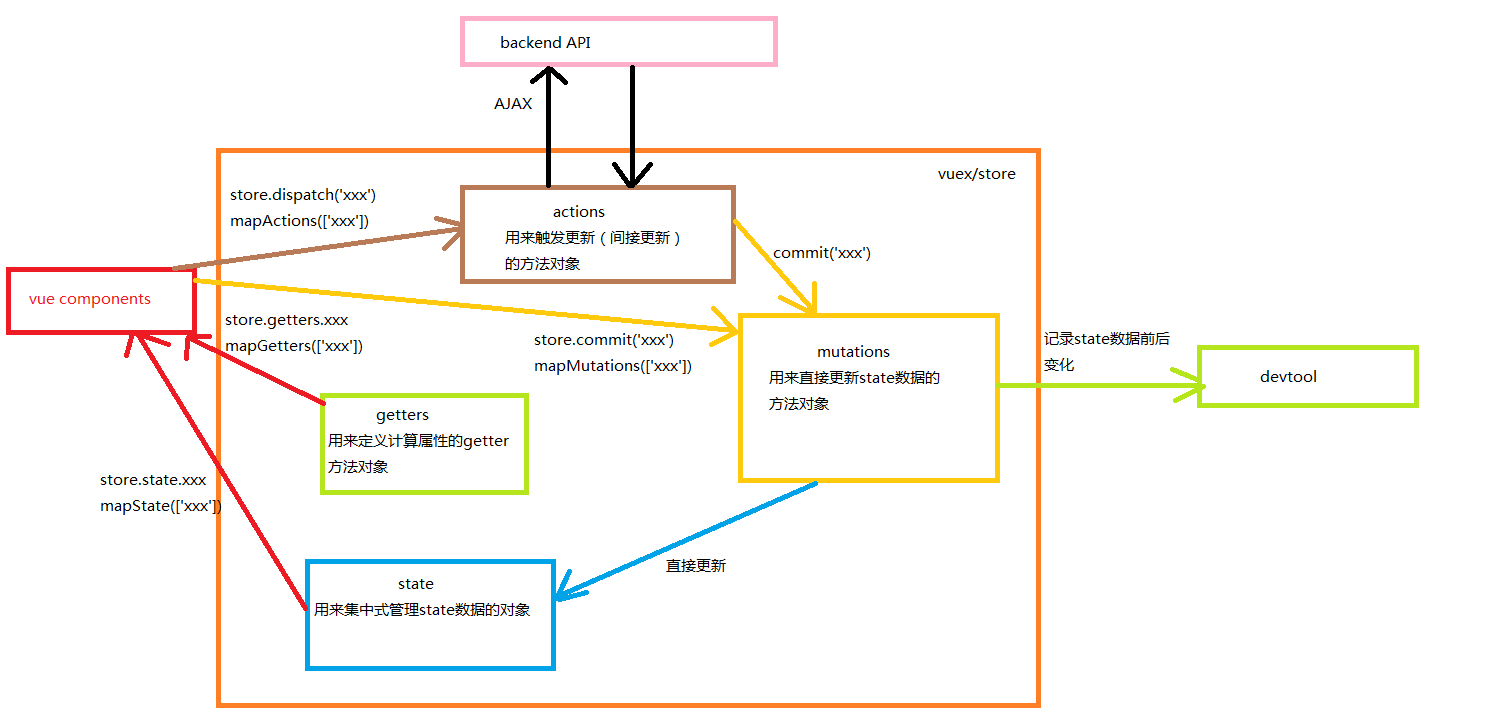 backend API
AJAX
vuex/store
store.dispatch('xxx')
mapActions(['xxx'])
actions
用来触发更新（间接更新）
的方法对象
commit('xxx')
vue components
store.getters.xxx
mapGetters(['xxx'])
store.commit('xxx')
mapMutations(['xxx'])
mutations
用来直接更新state数据的
方法对象
记录state数据前后
变化
devtool
getters
用来定义计算属性的getter
方法对象
store.state.xxx
mapState(['xxx'])
直接更新
state
用来集中式管理state数据的对象